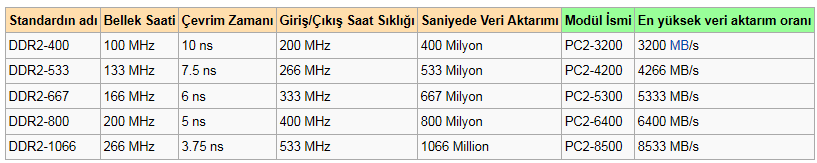 Standardın adı Bellek Saati Çevrim Zamanı Giriş/Çıkış Saat Sıklığı Saniyede Veri Aktarımı Modül İsmi En yüksek veri aktarım oranı
DDR2-400 100 MHz 10 ns 200 MHz 400 Milyon PC2-3200 3200 MB/s
DDR2-533 133 MHz 7.5 ns 266 MHz 533 Milyon PC2-4200 4266 MB/s
DDR2-667 166 MHz 6 ns 333 MHz 667 Milyon PC2-5300 5333 MB/s
DDR2-800 200 MHz 5 ns 400 MHz 800 Milyon PC2-6400 6400 MB/s
DDR2-1066 266 MHz 3.75 ns 533 MHz 1066 Million PC2-8500 8533 MB/s